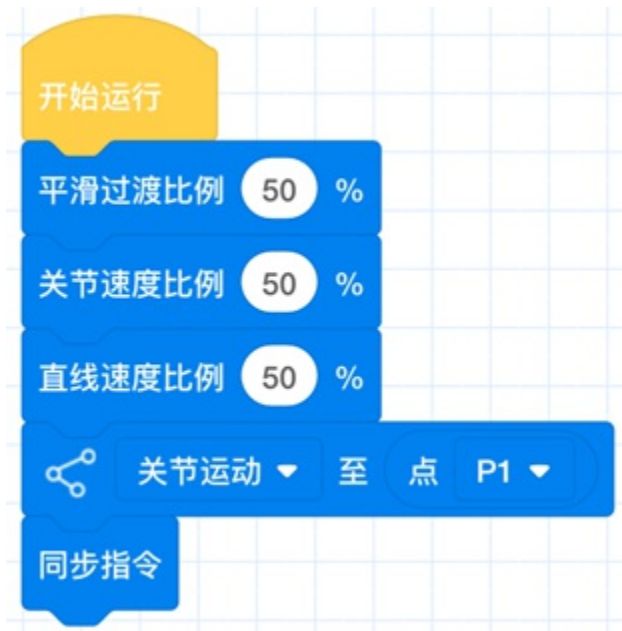 开始运行
平滑过渡比例 50 %
关节速度比例 50 %
直线速度比例 50 %
关节运动 至 点 P1
同步指令